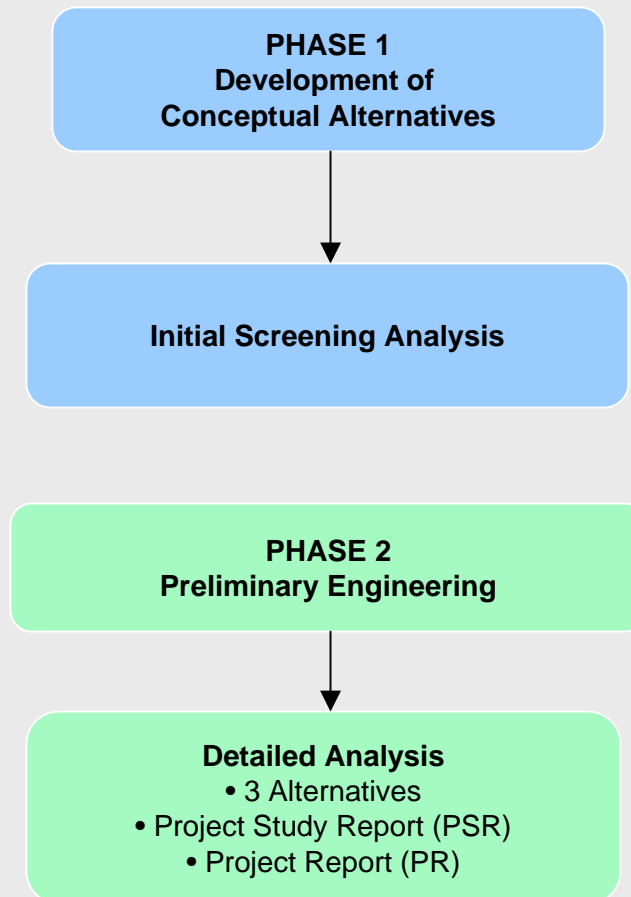 PHASE 1
Development of
Conceptual Alternatives
Initial Screening Analysis
PHASE 2
Preliminary Engineering
Detailed Analysis
• 3 Alternatives
• Project Study Report (PSR)
• Project Report (PR)